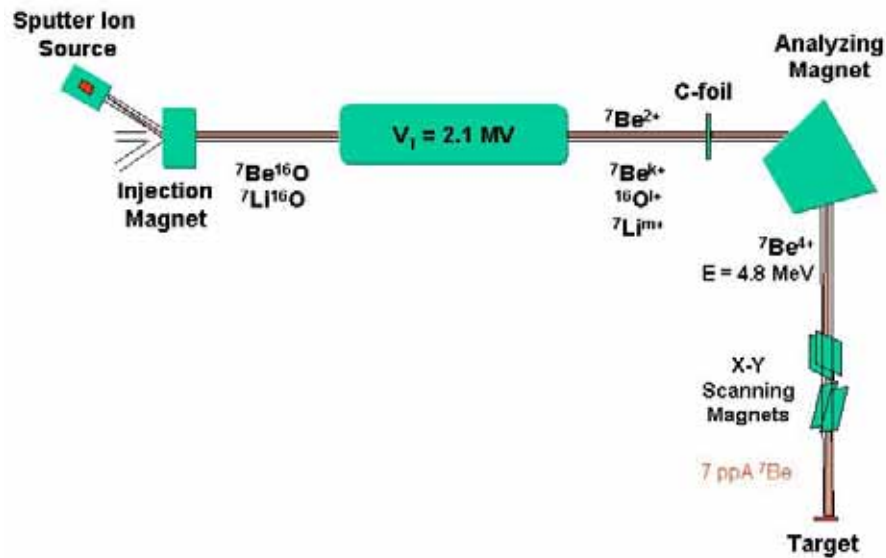 Sputter Ion
Source
Injection
Magnet
⁷Be¹⁶O
⁷Li¹⁶O
V₁ = 2.1 MV
⁷Be²⁺
⁷Beᵏ⁺
¹⁶Oˡ⁺
⁷Liᵐ⁺
C-foil
Analyzing
Magnet
⁷Be⁴⁺
E = 4.8 MeV
X-Y
Scanning
Magnets
7 ppA ⁷Be
Target